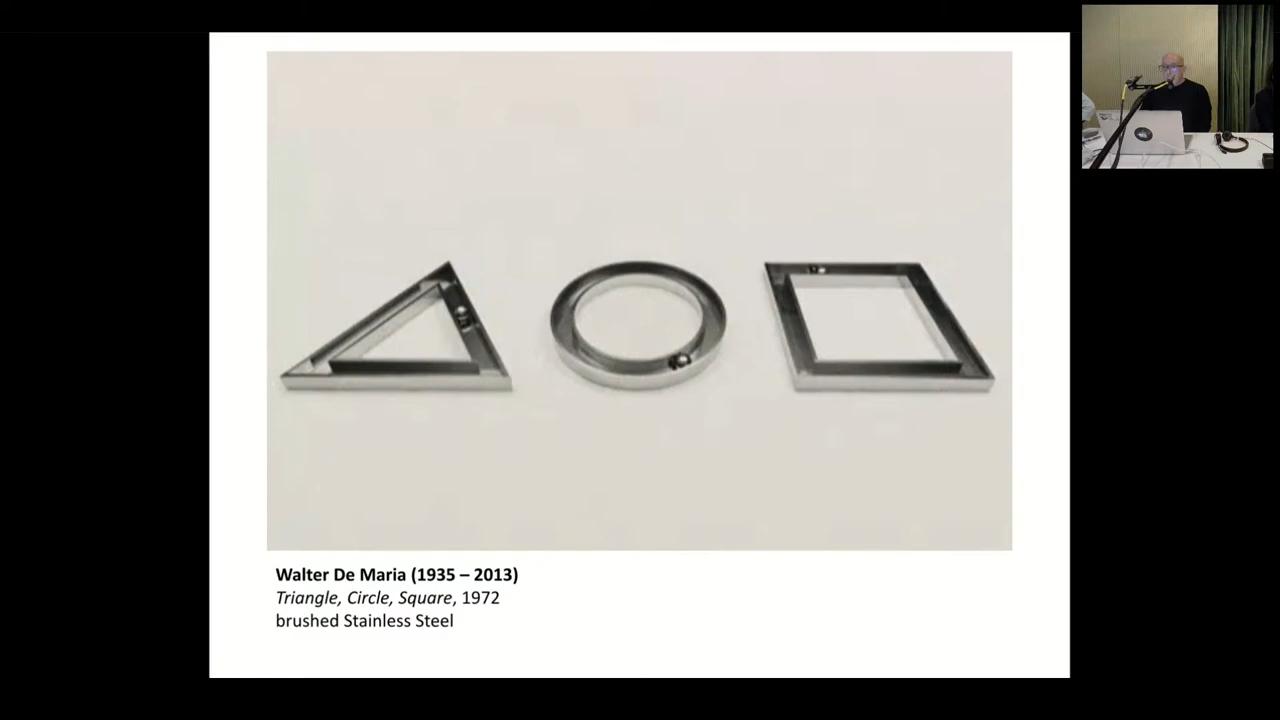 Walter De Maria (1935 – 2013)
Triangle, Circle, Square, 1972
brushed Stainless Steel